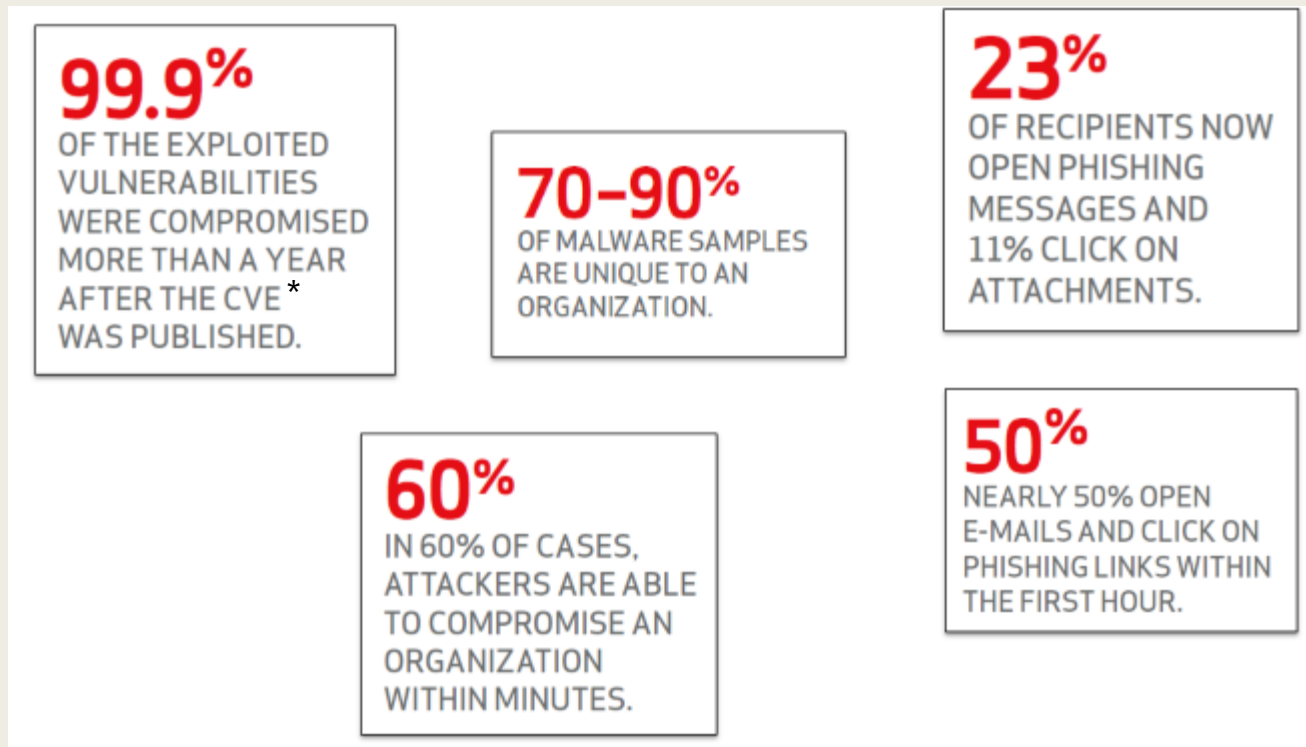 99.9%
OF THE EXPLOITED
VULNERABILITIES
WERE COMPROMISED
MORE THAN A YEAR
AFTER THE CVE *
WAS PUBLISHED.
70–90%
OF MALWARE SAMPLES
ARE UNIQUE TO AN
ORGANIZATION.
23%
OF RECIPIENTS NOW
OPEN PHISHING
MESSAGES AND
11% CLICK ON
ATTACHMENTS.
60%
IN 60% OF CASES,
ATTACKERS ARE ABLE
TO COMPROMISE AN
ORGANIZATION
WITHIN MINUTES.
50%
NEARLY 50% OPEN
E-MAILS AND CLICK ON
PHISHING LINKS WITHIN
THE FIRST HOUR.